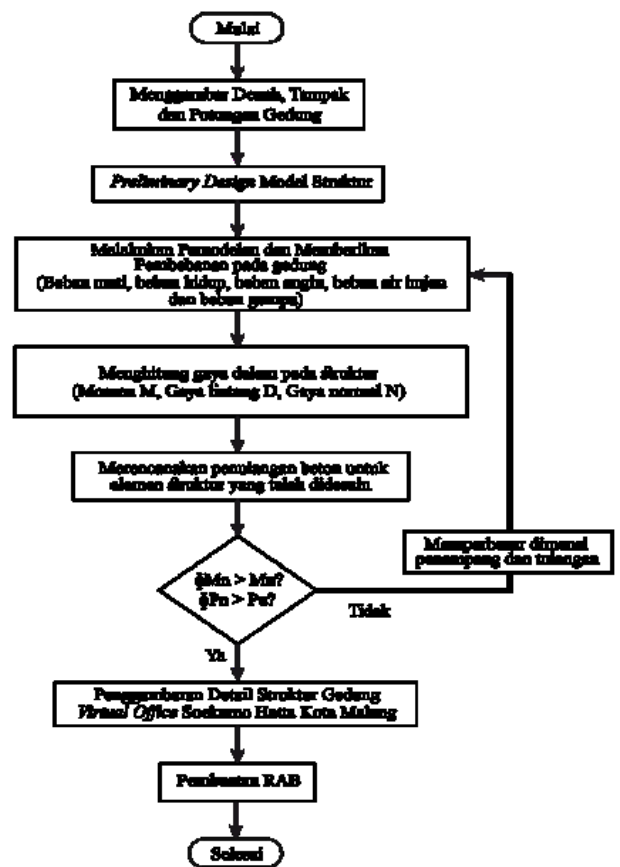 Mulai
Menggambar Denah, Tampak
dan Potongan Gedung
Preliminary Design Model Struktur
Melakukan Pemodelan dan Memberikan
Pembebanan pada gedung
(Beban mati, beban hidup, beban angin, beban air hujan
dan beban gempa)
Menghitung gaya dalam pada struktur
(Momen M, Gaya lintang D, Gaya normal N)
Merencanakan penulangan beton untuk
elemen struktur yang telah didesain
Memperbesar dimensi
penampang dan tulangan
ϕMn > Mu?
ϕPn > Pu?
Tidak
Ya
Penggambaran Detail Struktur Gedung
Virtual Office Soekarno Hatta Kota Malang
Pembuatan RAB
Selesai